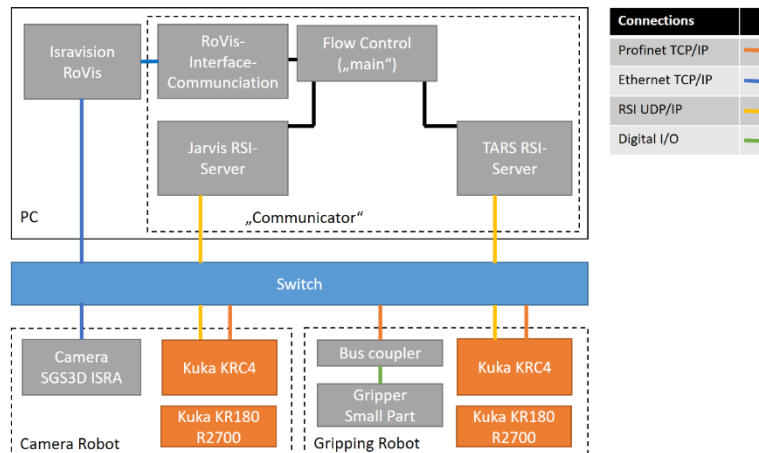 Isravision
RoVis
RoVis-
Interface-
Communciation
Flow Control
(„main“)
Jarvis RSI-
Server
TARS RSI-
Server
PC
„Communicator“
Switch
Camera
SGS3D ISRA
Kuka KRC4
Kuka KR180
R2700
Camera Robot
Bus coupler
Gripper
Small Part
Kuka KRC4
Kuka KR180
R2700
Gripping Robot
Connections
Profinet TCP/IP
Ethernet TCP/IP
RSI UDP/IP
Digital I/O